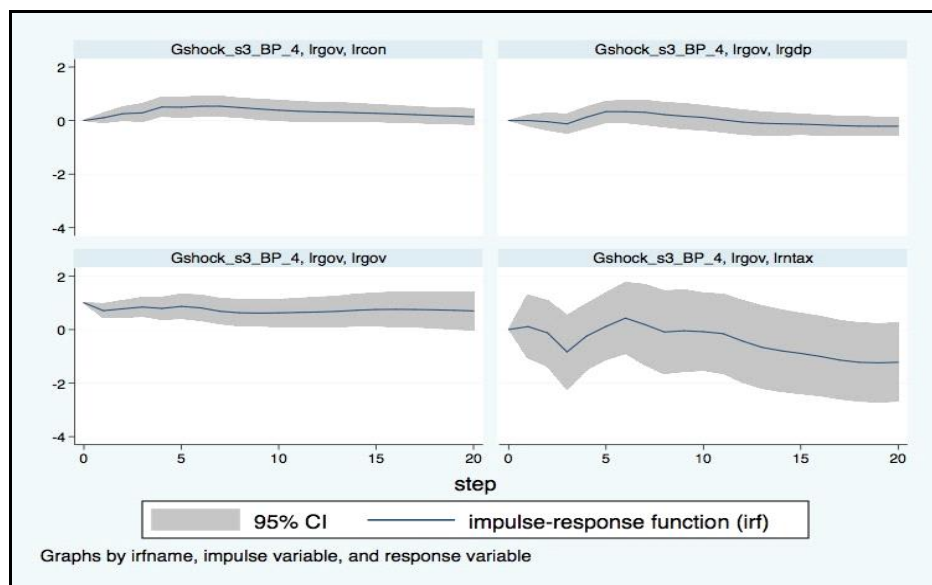 Gshock_s3_BP_4, lrgov, lrcon
Gshock_s3_BP_4, lrgov, lrgdp
2
0
-2
-4
Gshock_s3_BP_4, lrgov, lrgov
Gshock_s3_BP_4, lrgov, lrntax
2
0
-2
-4
0 5 10 15 20
0 5 10 15 20
step
95% CI
impulse-response function (irf)
Graphs by irfname, impulse variable, and response variable